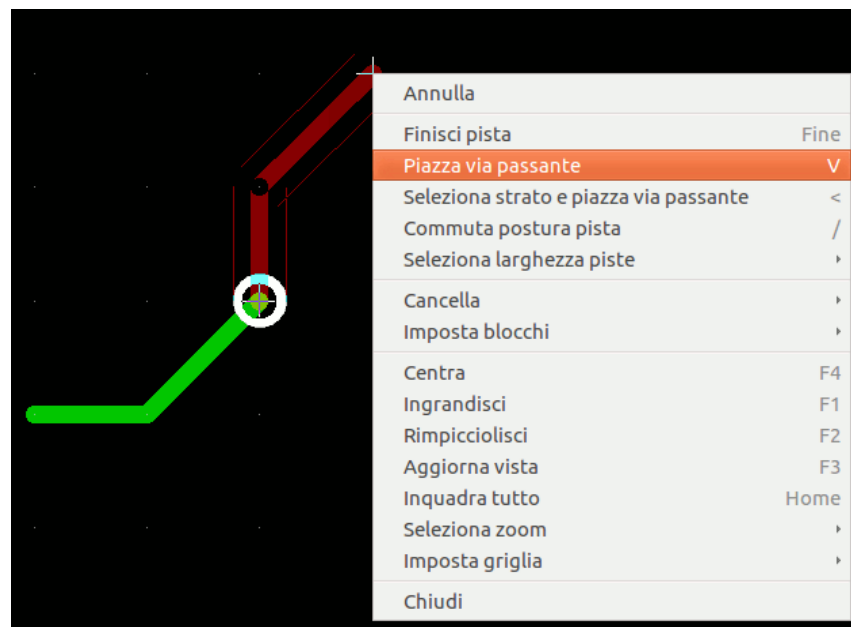 Annulla
Finisci pista Fine
Piazza via passante V
Seleziona strato e piazza via passante <
Commuta postura pista /
Seleziona larghezza piste
Cancella
Imposta blocchi
Centra F4
Ingrandisci F1
Rimpicciolisci F2
Aggiorna vista F3
Inquadra tutto Home
Seleziona zoom
Imposta griglia
Chiudi